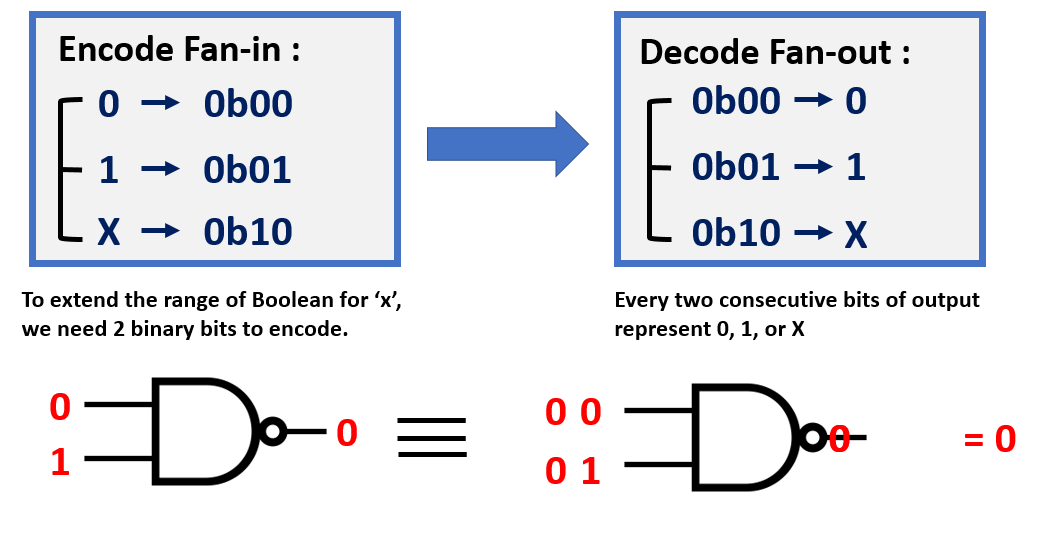 Encode Fan-in :
0 → 0b00
1 → 0b01
X → 0b10
To extend the range of Boolean for ‘x’,
we need 2 binary bits to encode.
Decode Fan-out :
0b00 → 0
0b01 → 1
0b10 → X
Every two consecutive bits of output
represent 0, 1, or X
0
1
0
0 0
0 1
0
= 0